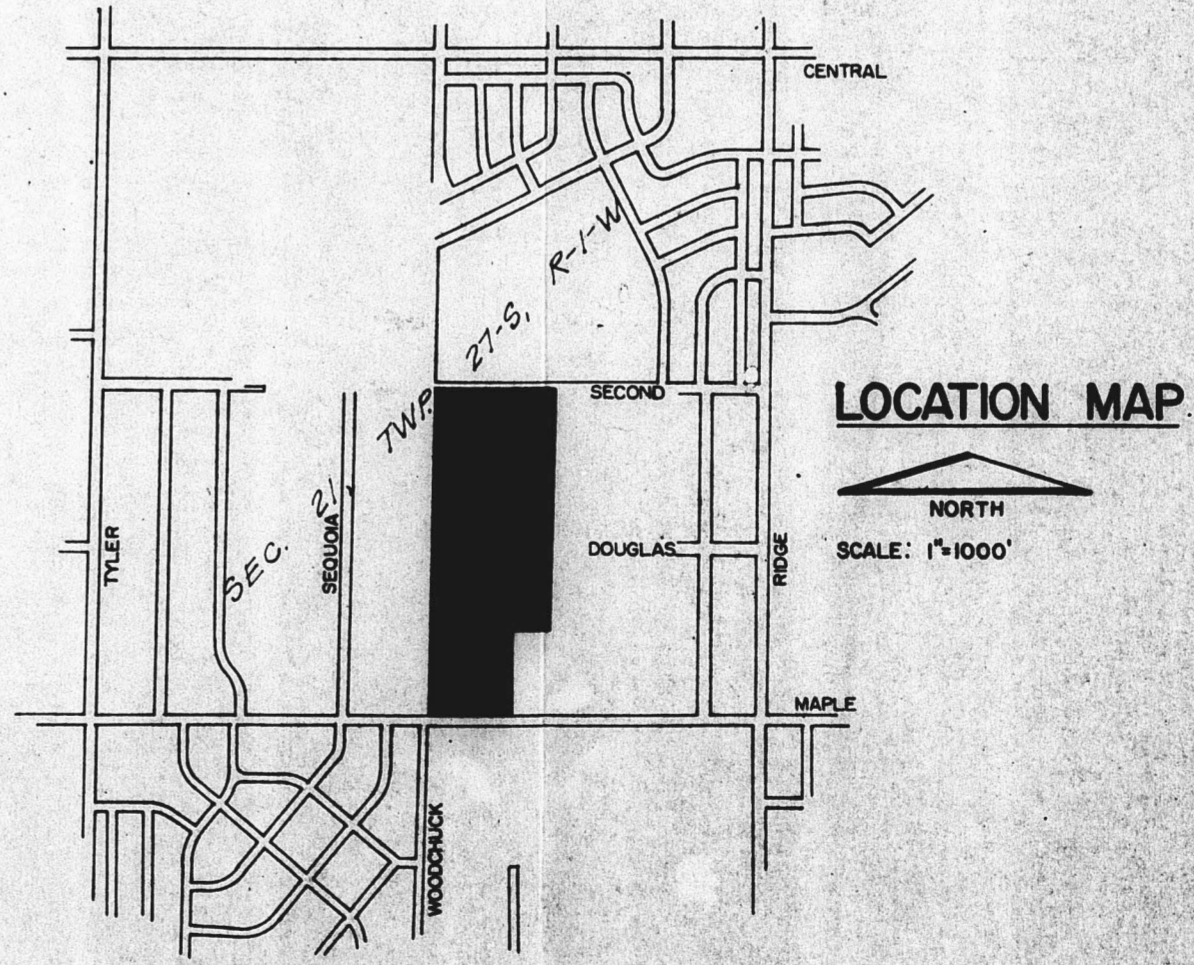 CENTRAL
SEC. 21 TWP. 27-S, R-1-W
SECOND
LOCATION MAP
NORTH
SCALE: 1"=1000'
TYLER
SEQUOIA
DOUGLAS
RIDGE
MAPLE
WOODCHUCK